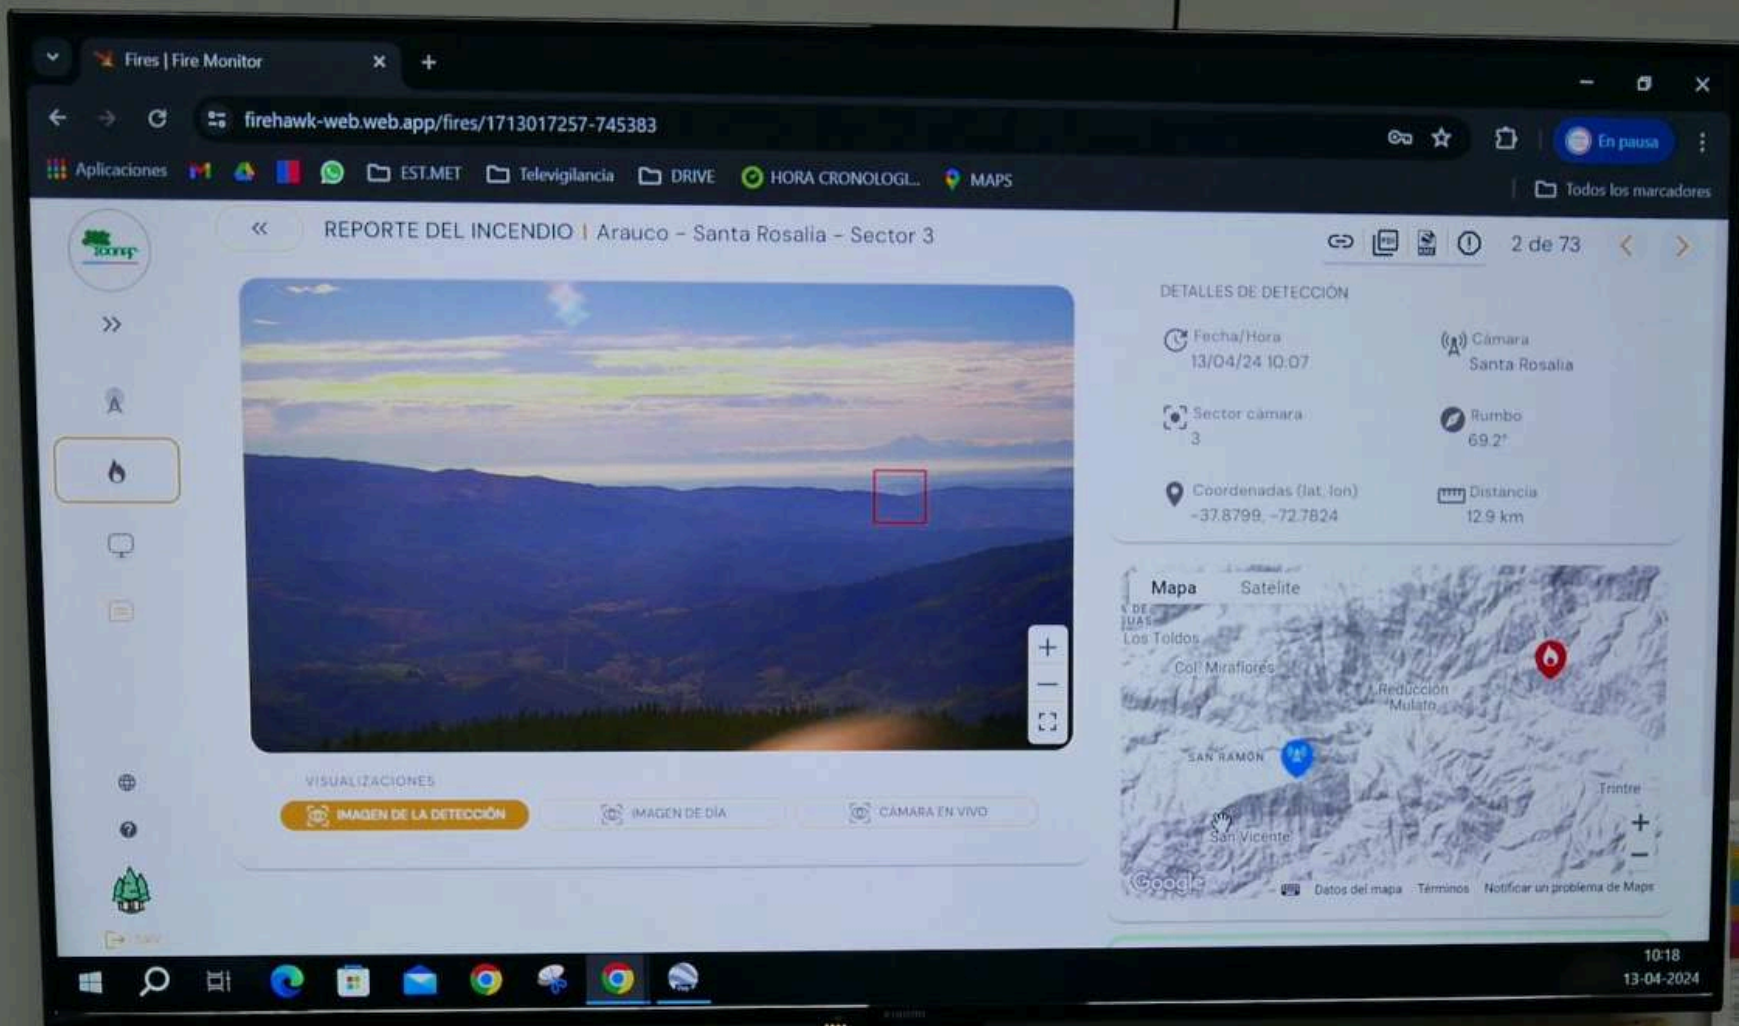 Fires | Fire Monitor
firehawk-web.web.app/fires/1713017257-745383
En pausa
Aplicaciones
EST.MET
Televigilancia
DRIVE
HORA CRONOLOGI...
MAPS
Todos los marcadores
REPORTE DEL INCENDIO | Arauco - Santa Rosalia - Sector 3
2 de 73
DETALLES DE DETECCIÓN
Fecha/Hora
13/04/24 10:07
Cámara
Santa Rosalia
Sector cámara
3
Rumbo
69.2°
Coordenadas (lat, lon)
-37.8799, -72.7824
Distancia
12.9 km
Mapa
Satelite
Los Toldos
Col. Miraflores
Reducción
Mulato
SAN RAMÓN
Trintre
San Vicente
Google
Datos del mapa
Términos
Notificar un problema de Maps
VISUALIZACIONES
IMAGEN DE LA DETECCIÓN
IMAGEN DE DÍA
CÁMARA EN VIVO
10:18
13-04-2024